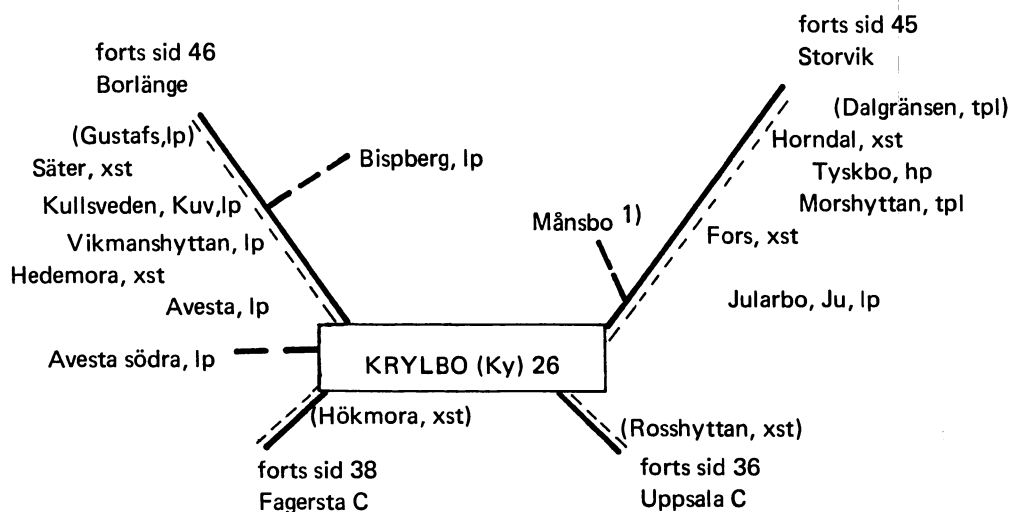 forts sid 46
Borlänge
(Gustafs,lp)
Säter, xst
Bispberg, lp
Kullsveden, Kuv,lp
Vikmanshyttan, lp
Hedemora, xst
Avesta, lp
Avesta södra, lp
KRYLBO (Ky) 26
forts sid 45
Storvik
(Dalgränsen, tpl)
Horndal, xst
Tyskbo, hp
Morshyttan, tpl
Månsbo 1)
Fors, xst
Jularbo, Ju, lp
(Hökmora, xst)
forts sid 38
Fagersta C
(Rosshyttan, xst)
forts sid 36
Uppsala C